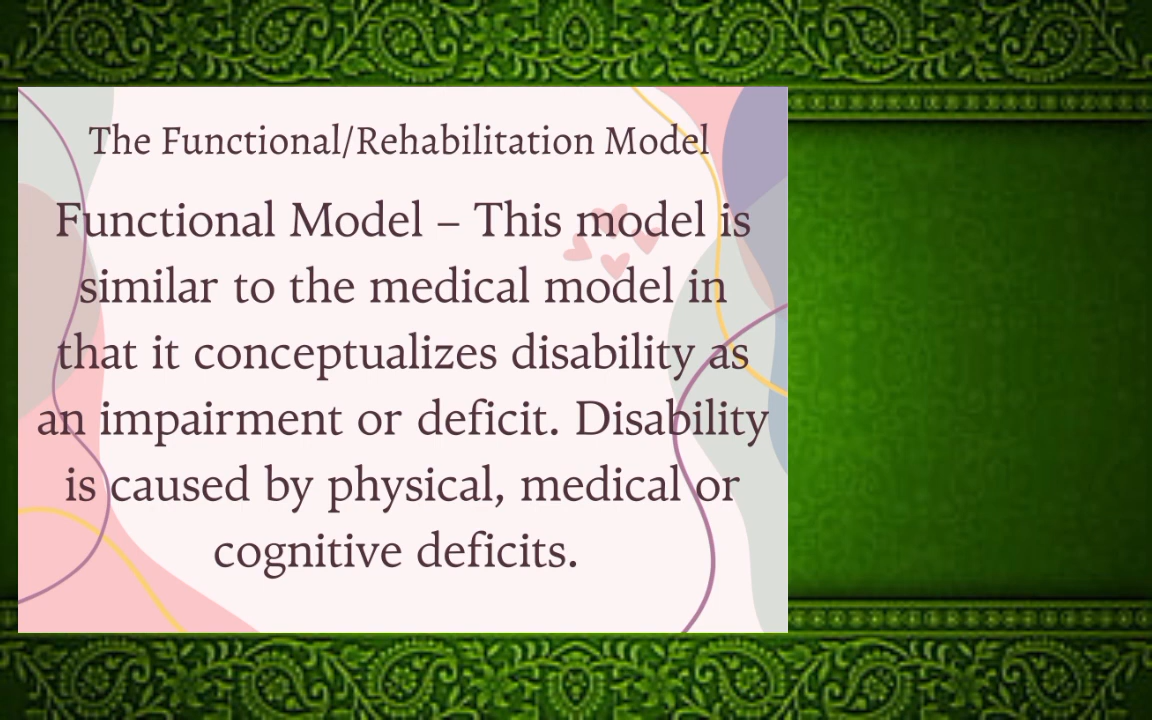 The Functional/Rehabilitation Model
Functional Model – This model is
similar to the medical model in
that it conceptualizes disability as
an impairment or deficit. Disability
is caused by physical, medical or
cognitive deficits.